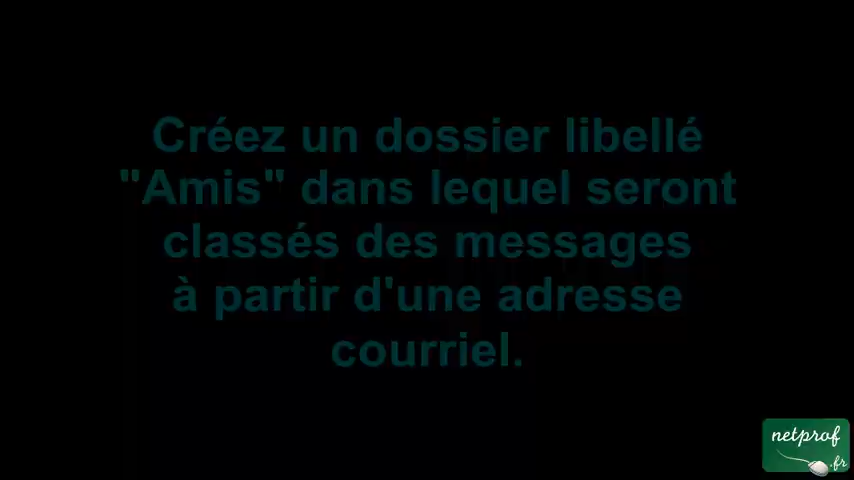 Créez un dossier libellé
"Amis" dans lequel seront
classés des messages
à partir d'une adresse
courriel.
netprof
.fr